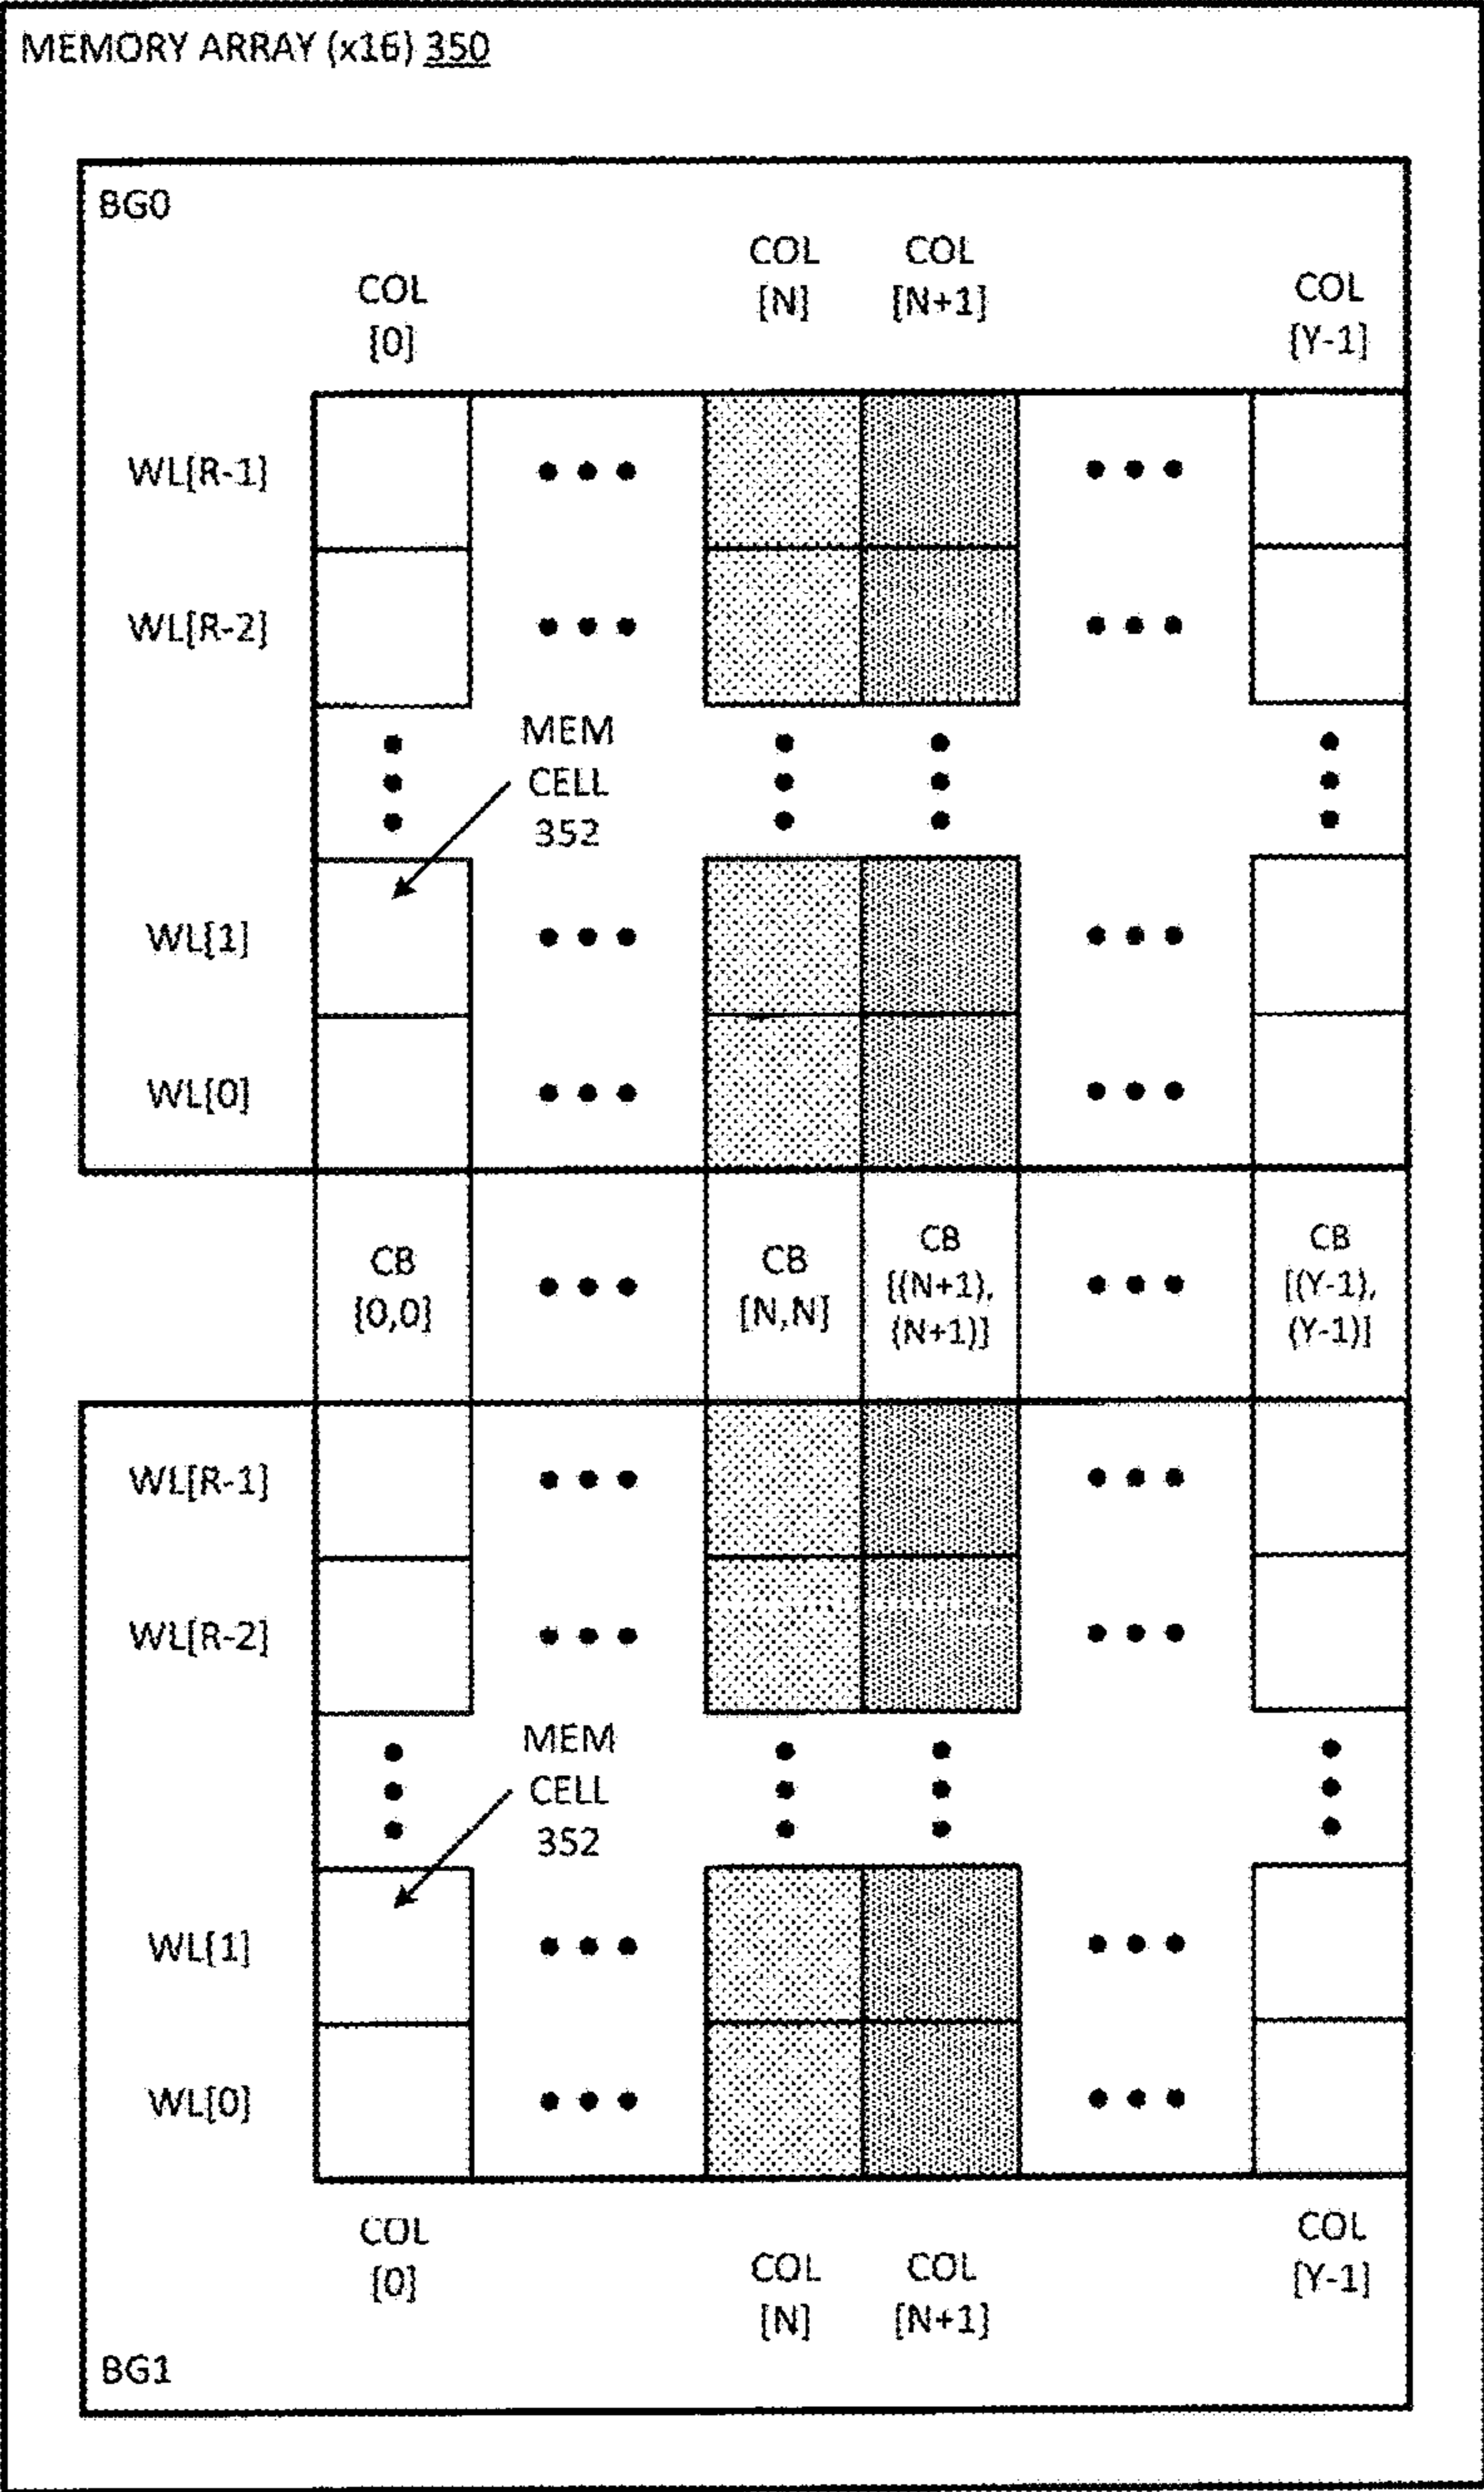 MEMORY ARRAY (x16) 350
BG0
COL [0]
COL [N]
COL [N+1]
COL [Y-1]
WL[R-1]
WL[R-2]
MEM
CELL
352
WL[1]
WL[0]
CB
[0,0]
CB
[N,N]
CB
[(N+1),
(N+1)]
CB
[(Y-1),
(Y-1)]
WL[R-1]
WL[R-2]
MEM
CELL
352
WL[1]
WL[0]
COL
[0]
COL
[N]
COL
[N+1]
COL
[Y-1]
BG1